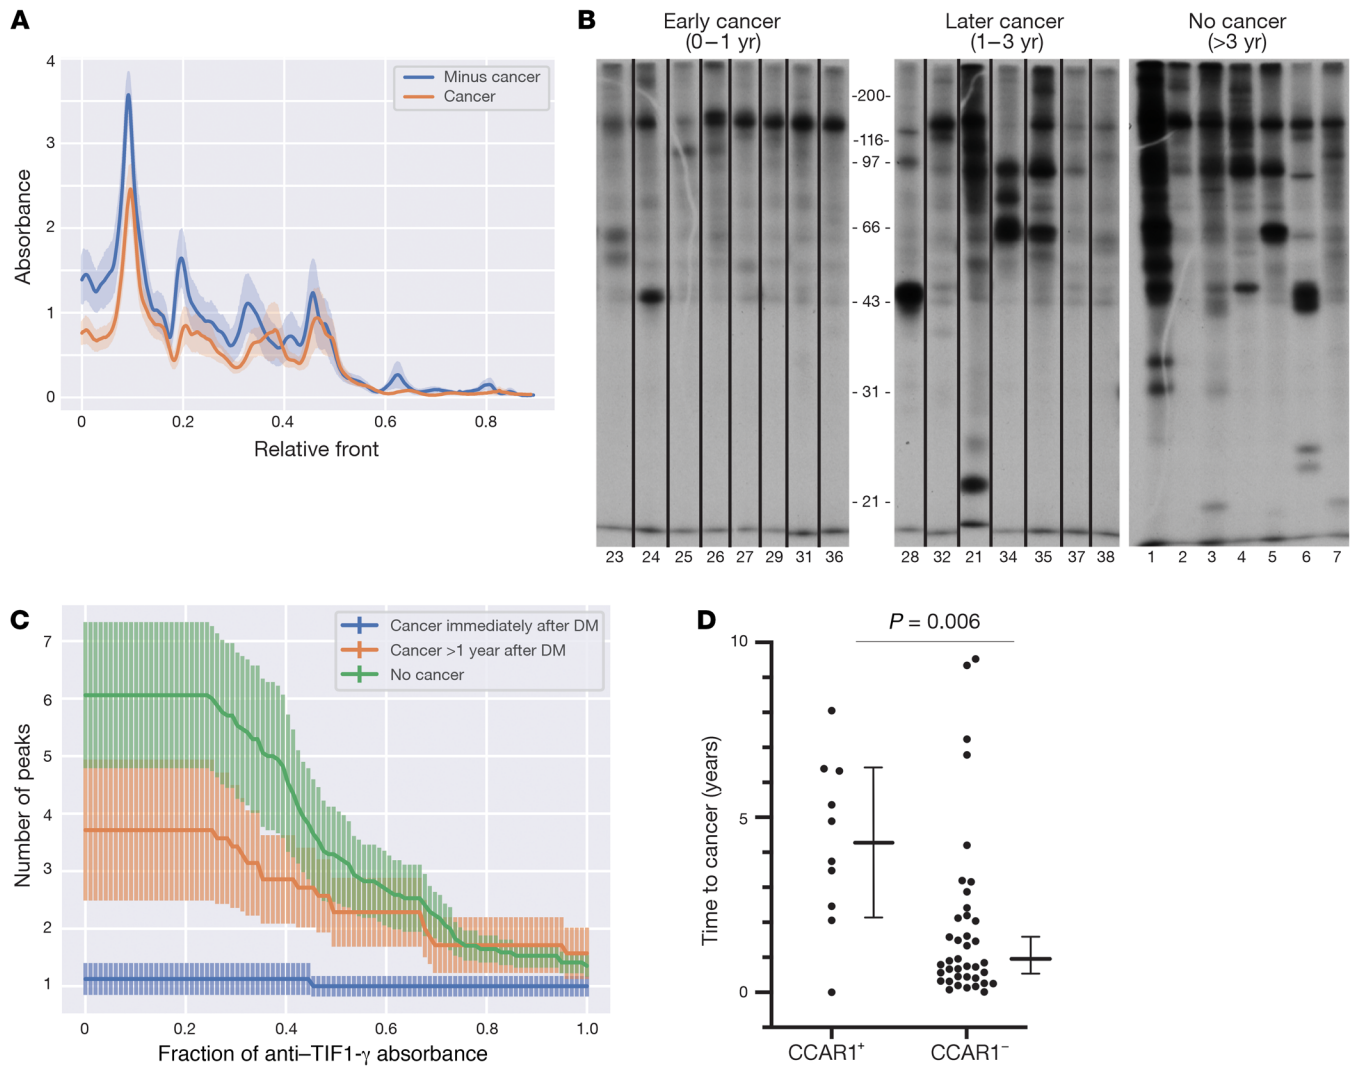 A
4
3
2
1
0
Absorbance
Minus cancer
Cancer
0 0.2 0.4 0.6 0.8
Relative front
B
Early cancer
(0–1 yr)
Later cancer
(1–3 yr)
No cancer
(>3 yr)
-200-
-116-
- 97 -
- 66 -
- 43 -
- 31 -
- 21 -
23 24 25 26 27 29 31 36
28 32 21 34 35 37 38
1 2 3 4 5 6 7
C
7
6
5
4
3
2
1
Number of peaks
Cancer immediately after DM
Cancer >1 year after DM
No cancer
0 0.2 0.4 0.6 0.8 1.0
Fraction of anti–TIF1-γ absorbance
D
P = 0.006
10
5
0
Time to cancer (years)
CCAR1⁺ CCAR1⁻